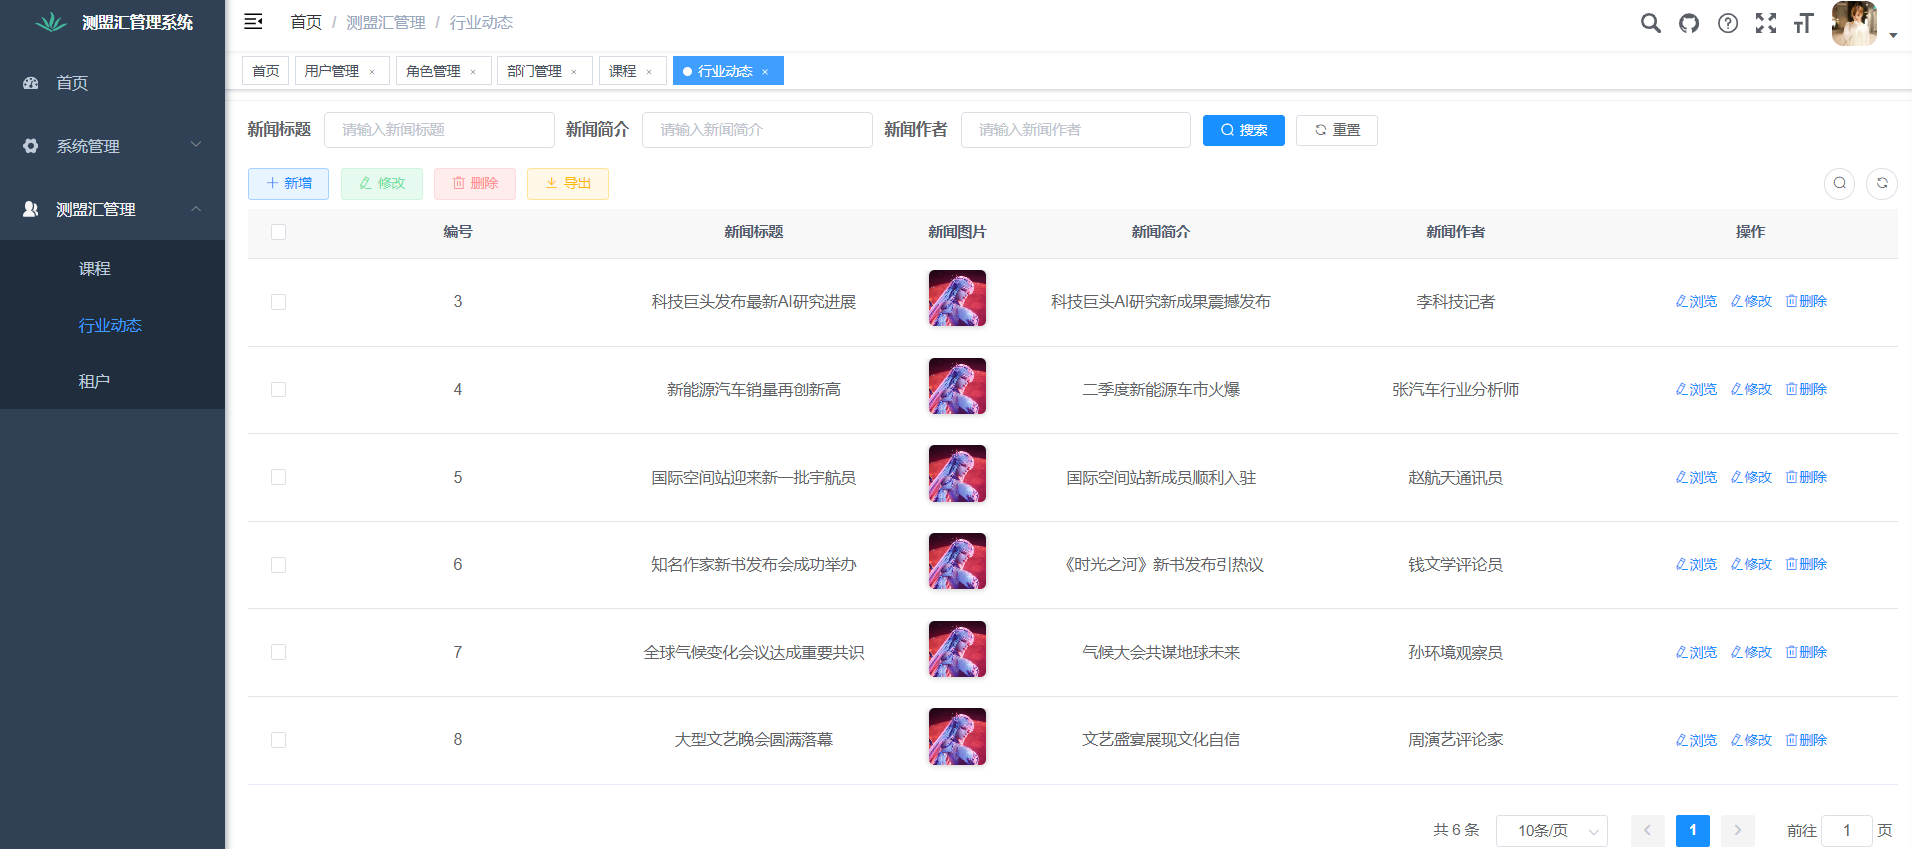 测盟汇管理系统
首页 / 测盟汇管理 / 行业动态
首页
用户管理 ×
角色管理 ×
部门管理 ×
课程 ×
行业动态 ×
首页
系统管理
测盟汇管理
课程
行业动态
租户
新闻标题 请输入新闻标题 新闻简介 请输入新闻简介 新闻作者 请输入新闻作者 搜索 重置
新增 修改 删除 导出
编号 新闻标题 新闻图片 新闻简介 新闻作者 操作
3 科技巨头发布最新AI研究进展 科技巨头AI研究新成果震撼发布 李科技记者 浏览 修改 删除
4 新能源汽车销量再创新高 二季度新能源车市火爆 张汽车行业分析师 浏览 修改 删除
5 国际空间站迎来新一批宇航员 国际空间站新成员顺利入驻 赵航天通讯员 浏览 修改 删除
6 知名作家新书发布会成功举办 《时光之河》新书发布引热议 钱文学评论员 浏览 修改 删除
7 全球气候变化会议达成重要共识 气候大会共谋地球未来 孙环境观察员 浏览 修改 删除
8 大型文艺晚会圆满落幕 文艺盛宴展现文化自信 周演艺评论家 浏览 修改 删除
共 6 条 10条/页 1 前往 1 页